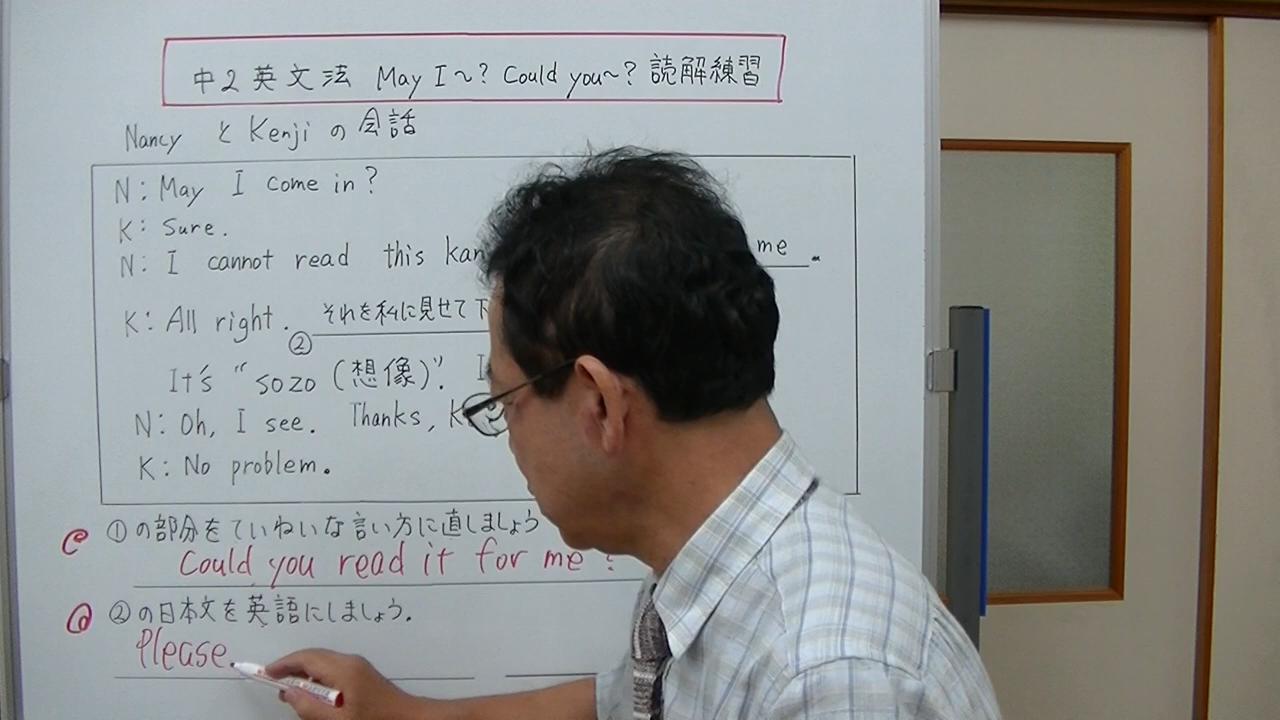 中2英文法 May I～? Could you～? 読解練習
Nancy と Kenji の会話
N: May I come in?
K: Sure.
N: I cannot read this me.
K: All right. ② それを私に見せて下
It's "sozo (想像)".
N: Oh, I see. Thanks,
K: No problem.
①の部分をていねいな言い方に直しましょう
Could you read it for me ?
②の日本文を英語にしましょう.
Please